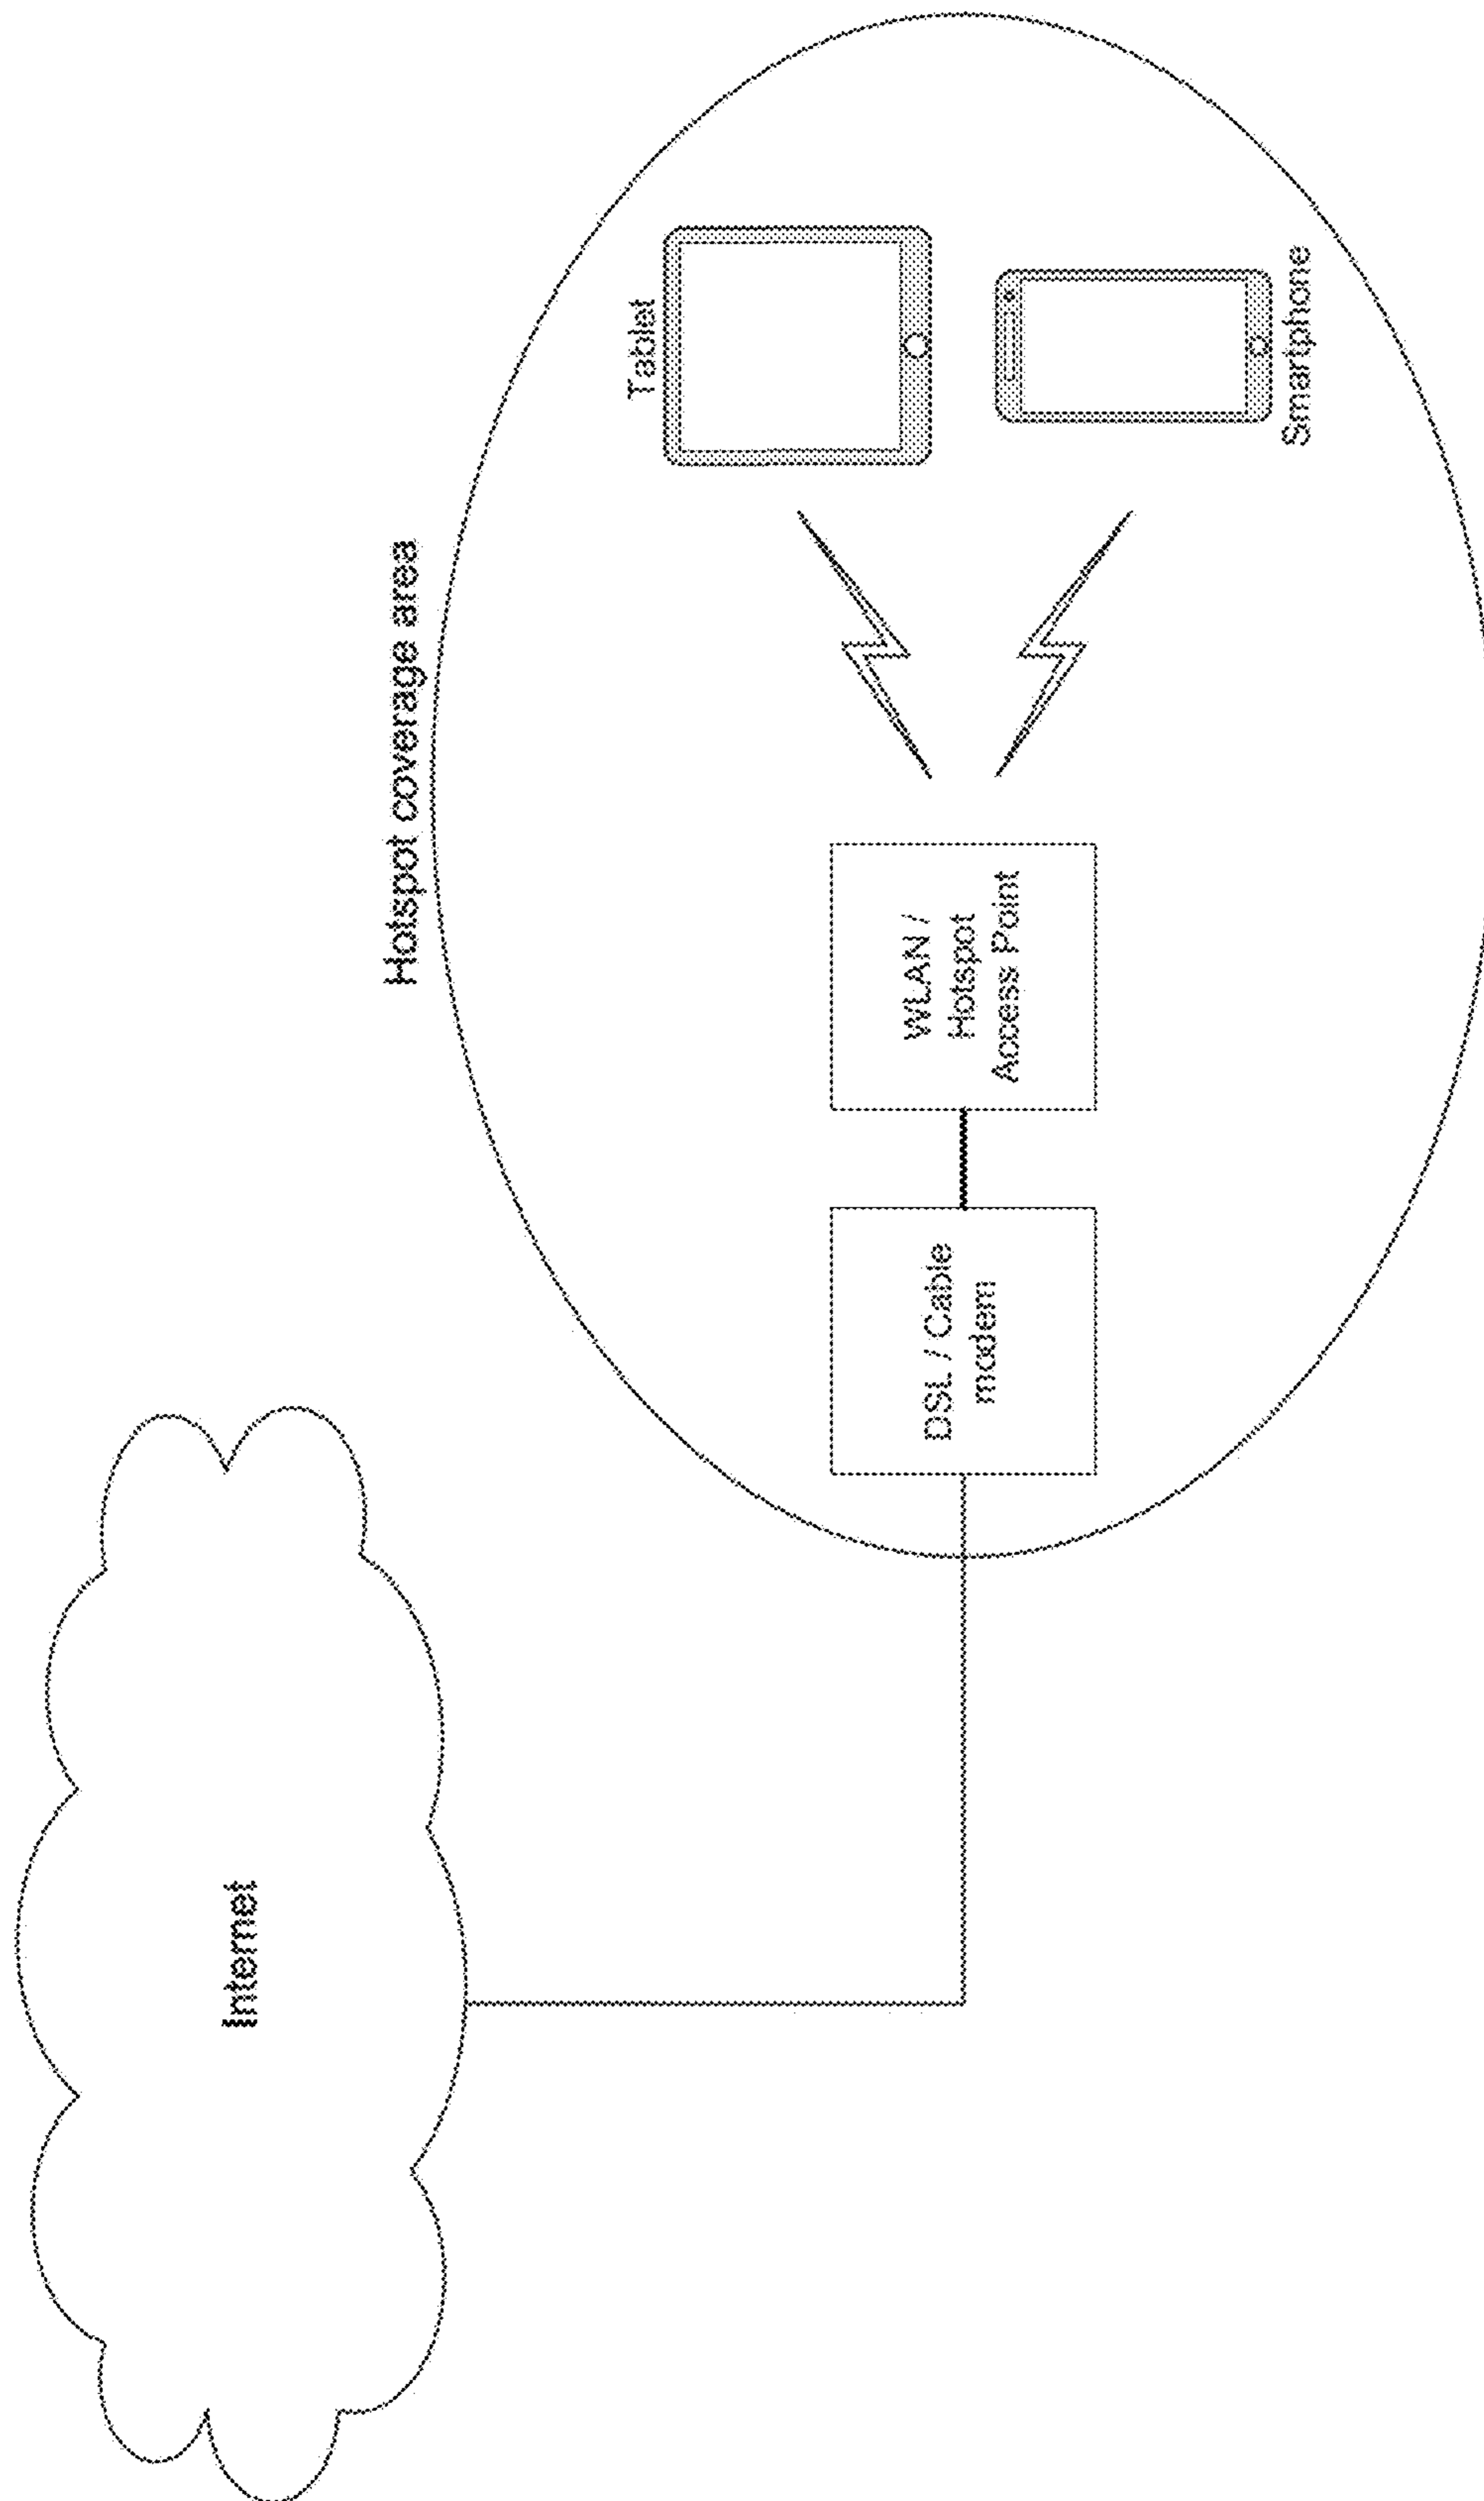 Internet
Hotspot coverage area
DSL / Cable
modem
WLAN /
Hotspot
Access Point
Tablet
Smartphone